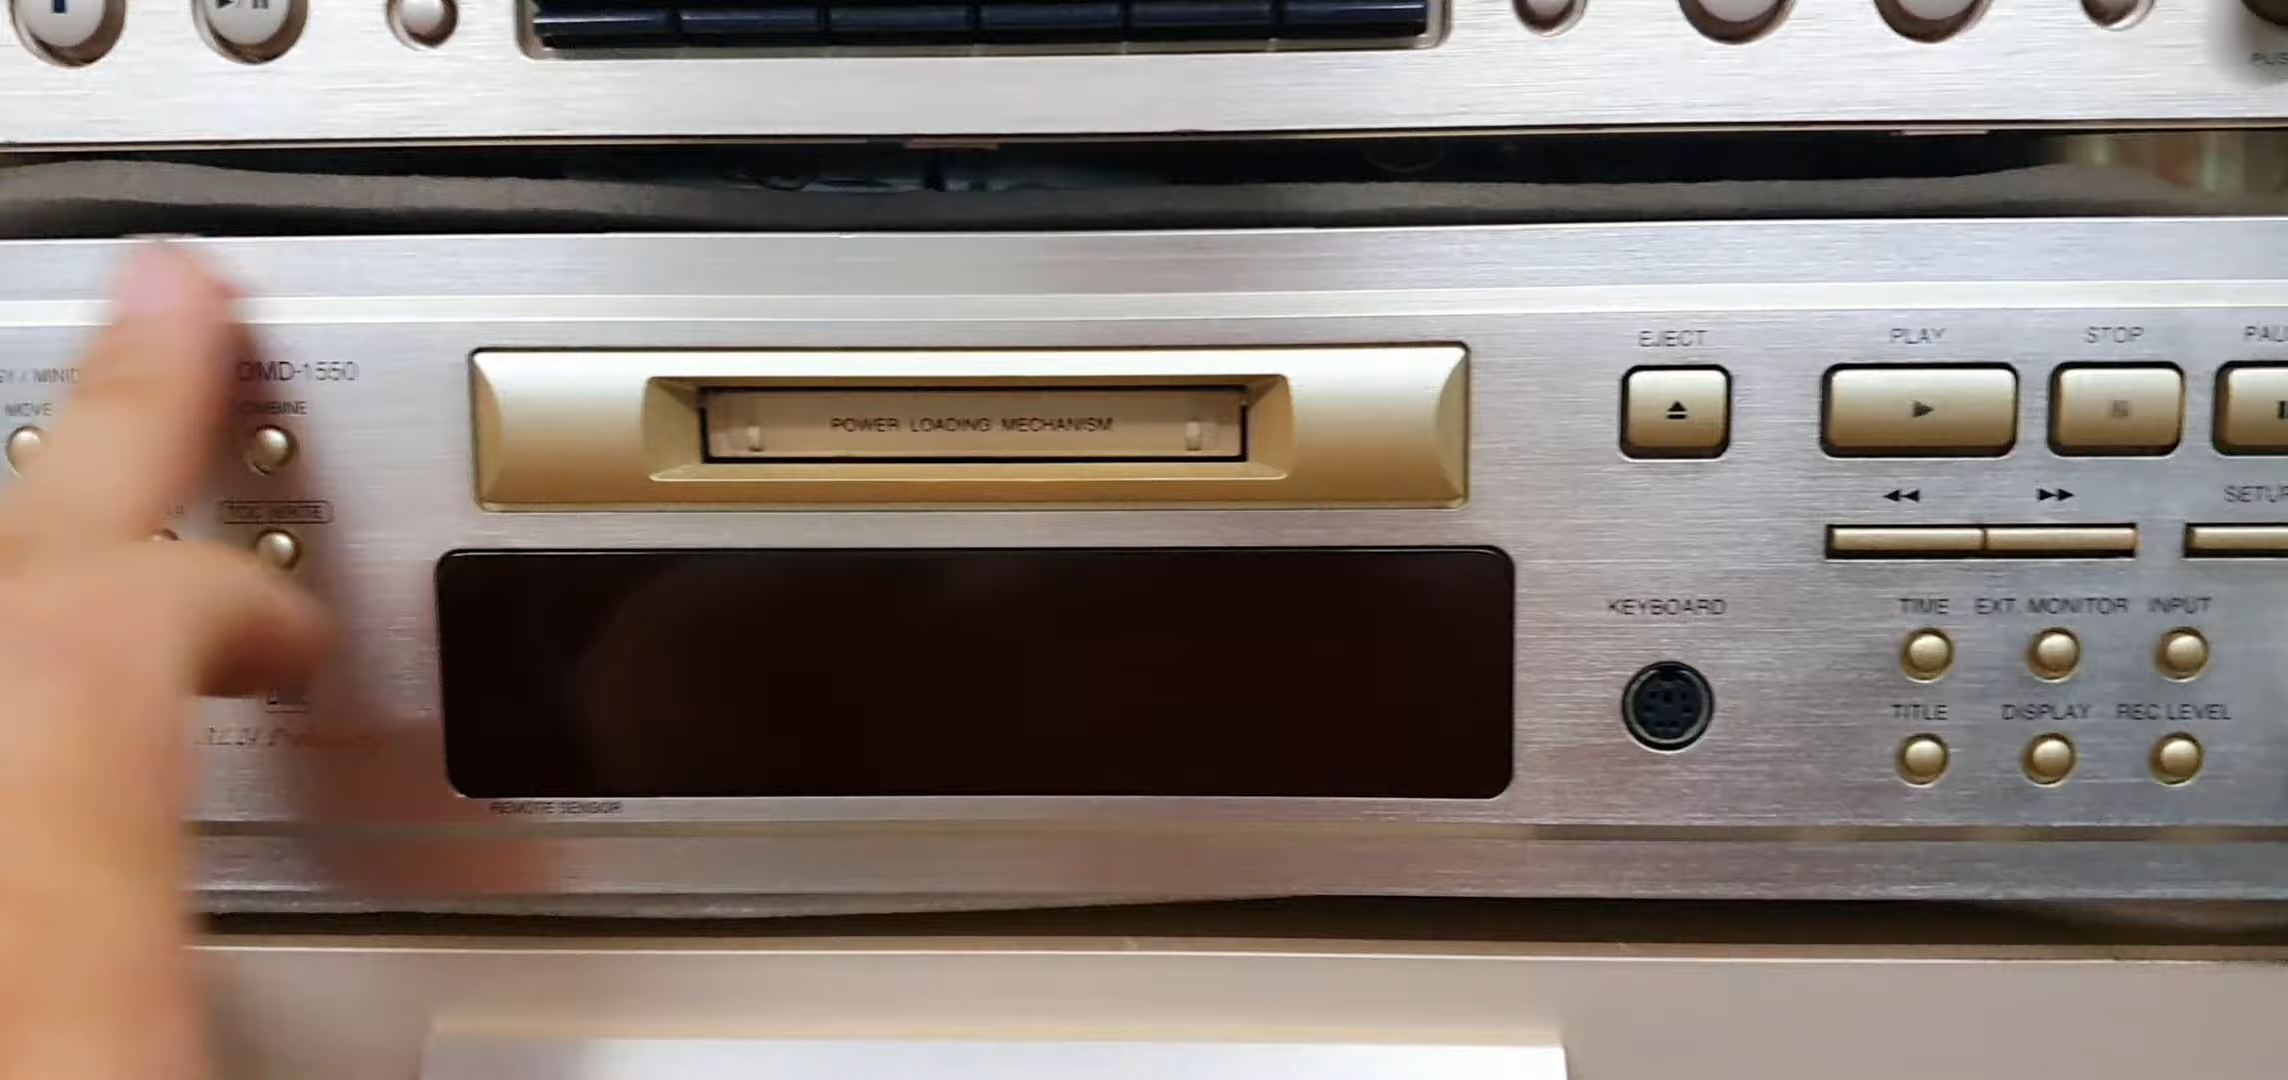 DMD-1550
MOVE
POWER LOADING MECHANISM
EJECT
PLAY
STOP
KEYBOARD
TIME
EXT. MONITOR
INPUT
TITLE
DISPLAY
REC LEVEL
TOC WRITE
REMOTE SENSOR